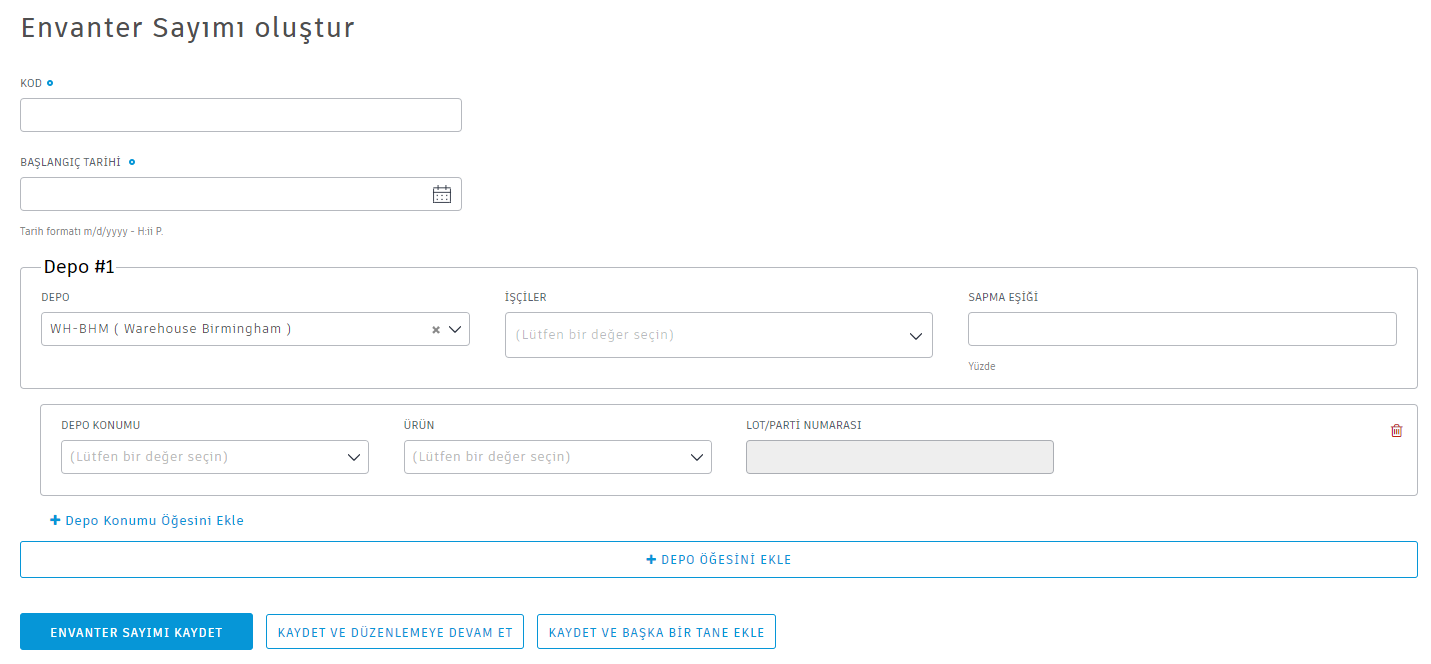 Envanter Sayımı oluştur
KOD
BAŞLANGIÇ TARİHİ
Tarih formatı m/d/yyyy - H:ii P.
Depo #1
DEPO
İŞÇİLER
SAPMA EŞİĞİ
WH-BHM ( Warehouse Birmingham )
(Lütfen bir değer seçin)
Yüzde
DEPO KONUMU
ÜRÜN
LOT/PARTİ NUMARASI
(Lütfen bir değer seçin)
(Lütfen bir değer seçin)
+ Depo Konumu Öğesini Ekle
+ DEPO ÖĞESİNİ EKLE
ENVANTER SAYIMI KAYDET
KAYDET VE DÜZENLEMEYE DEVAM ET
KAYDET VE BAŞKA BİR TANE EKLE